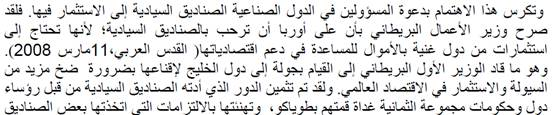 وتكرس هذا الاهتمام بدعوة المسؤولين في الدول الصناعية الصناديق السيادية إلى الاستثمار فيها. فلقد
صرح وزير الأعمال البريطاني بأن على أوربا أن ترحب بالصناديق السيادية؛ لأنها تحتاج إلى
استثمارات من دول غنية بالأموال للمساعدة في دعم اقتصادياتها( القدس العربي،11مارس 2008).
وهو ما قاد الوزير الأول البريطاني إلى القيام بجولة إلى دول الخليج لإقناعها بضرورة ضخ مزيد من
السيولة والاستثمار في الاقتصاد العالمي. ولقد تم تثمين الدور الذي أدته الصناديق السيادية من قبل رؤساء
دول وحكومات مجموعة الثمانية غداة قمتهم بطوياكو، وتهنئتها بالالتزامات التي اتخذتها بعض الصناديق